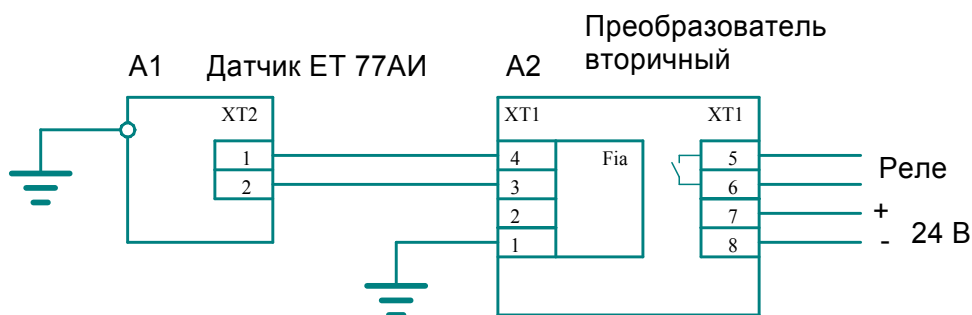 Преобразователь
A1 Датчик ET 77АИ A2 вторичный
XT2 XT1 XT1
1 4 Fia 5 Реле
2 3 6
2 7 +
1 8 - 24 В